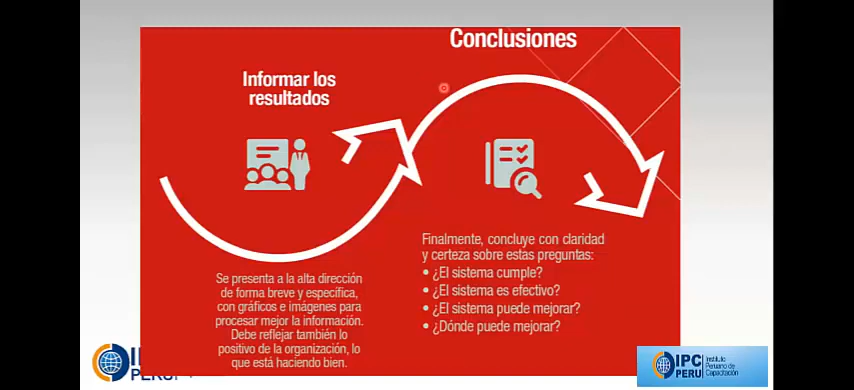 Informar los
resultados
Se presenta a la alta dirección
de forma breve y específica,
con gráficos e imágenes para
procesar mejor la información.
Debe reflejar también lo
positivo de la organización, lo
que está haciendo bien.
Conclusiones
Finalmente, concluye con claridad
y certeza sobre estas preguntas:
• ¿El sistema cumple?
• ¿El sistema es efectivo?
• ¿El sistema puede mejorar?
• ¿Dónde puede mejorar?
IPC
PERU
Instituto
Peruano de
Capacitación